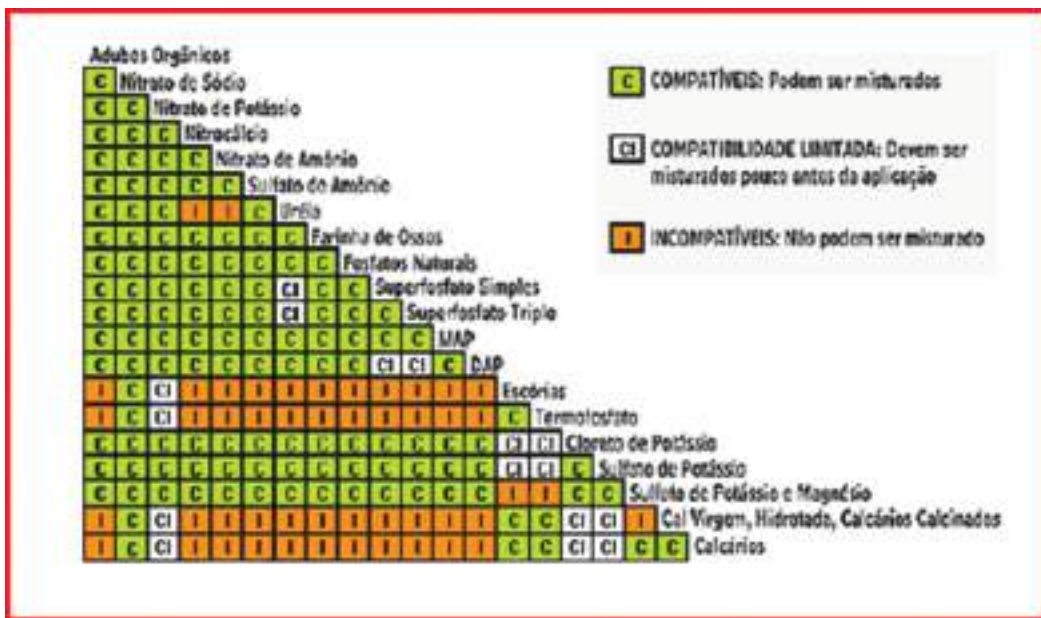 Adubos Orgânicos
C Nitrato de Sódio
C C Nitrato de Potássio
C C C Nitrocálcio
C C C C Nitrato de Amônio
C C C C C Sulfato de Amônio
C C C I I C Uréia
C C C C C C C Farinha de Ossos
C C C C C C C C Fosfatos Naturais
C C C C C C CI C C Superfosfato Simples
C C C C C C CI C C C Superfosfato Triplo
C C C C C C C C C C C MAP
C C C C C C C C C CI CI C DAP
I C CI I I I I I I I I I I Escórias
I C CI I I I I I I I I I I C Termofosfato
C C C C C C C C C C C C C CI CI Cloreto de Potássio
C C C C C C C C C C C C C CI CI C Sulfato de Potássio
C C C C C C C C C C C C C I I C C Sulfato de Potássio e Magnésio
I C CI I I I I I I I I I I C C CI CI I Cal Virgem, Hidratada, Calcários Calcinados
I C CI I I I I I I I I I I C C CI CI C C Calcários
C COMPATÍVEIS: Podem ser misturados
CI COMPATIBILIDADE LIMITADA: Devem ser
misturados pouco antes da aplicação
I INCOMPATÍVEIS: Não podem ser misturado